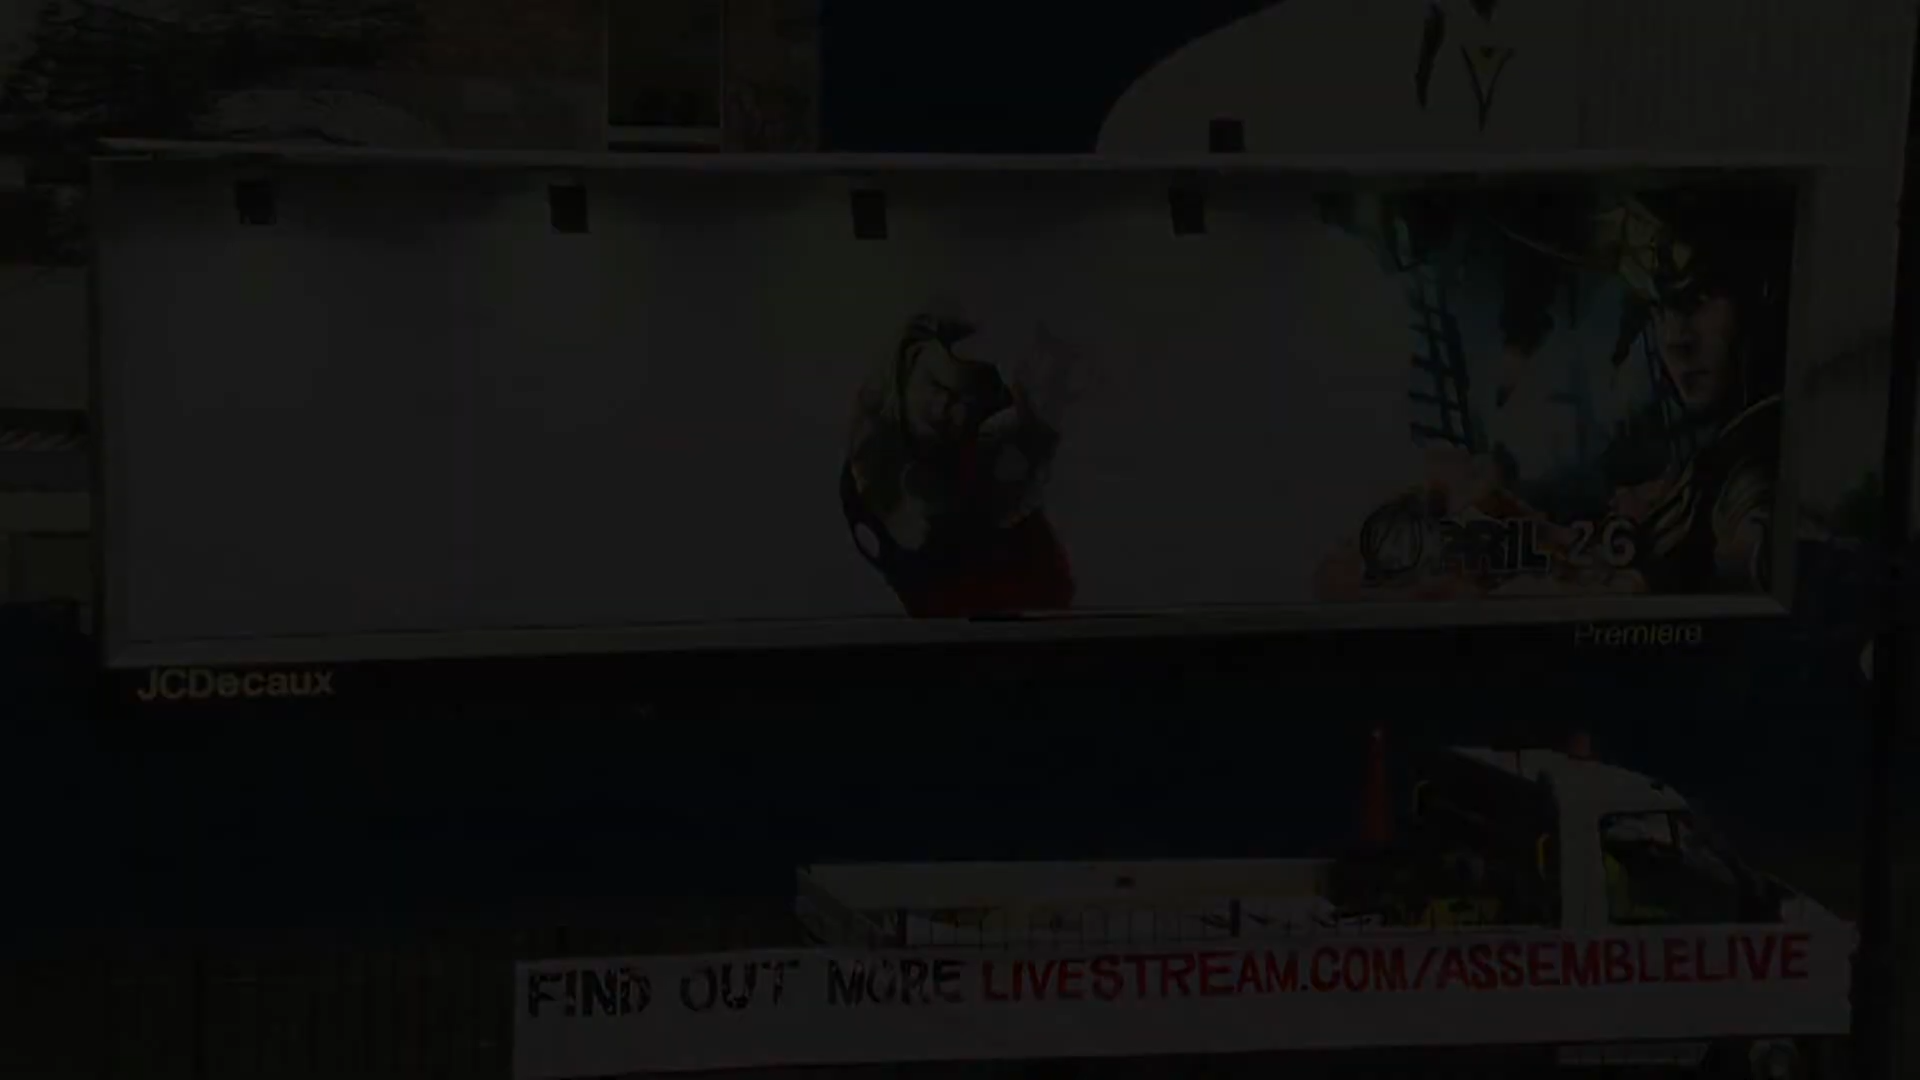 APRIL 26
Premiere
JCDecaux
FIND OUT MORE LIVESTREAM.COM/ASSEMBLELIVE